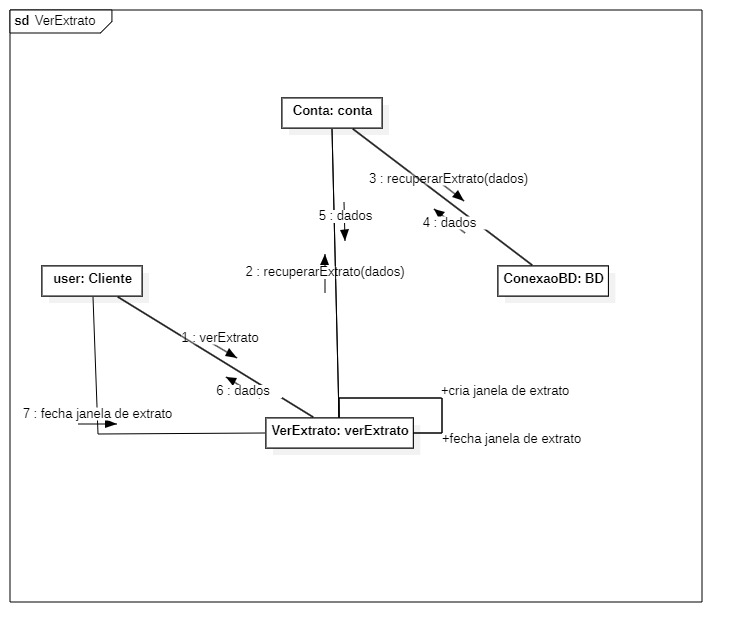 sd VerExtrato
Conta: conta
3 : recuperarExtrato(dados)
5 : dados
4 : dados
2 : recuperarExtrato(dados)
user: Cliente
ConexaoBD: BD
1 : verExtrato
6 : dados
+cria janela de extrato
7 : fecha janela de extrato
VerExtrato: verExtrato
+fecha janela de extrato